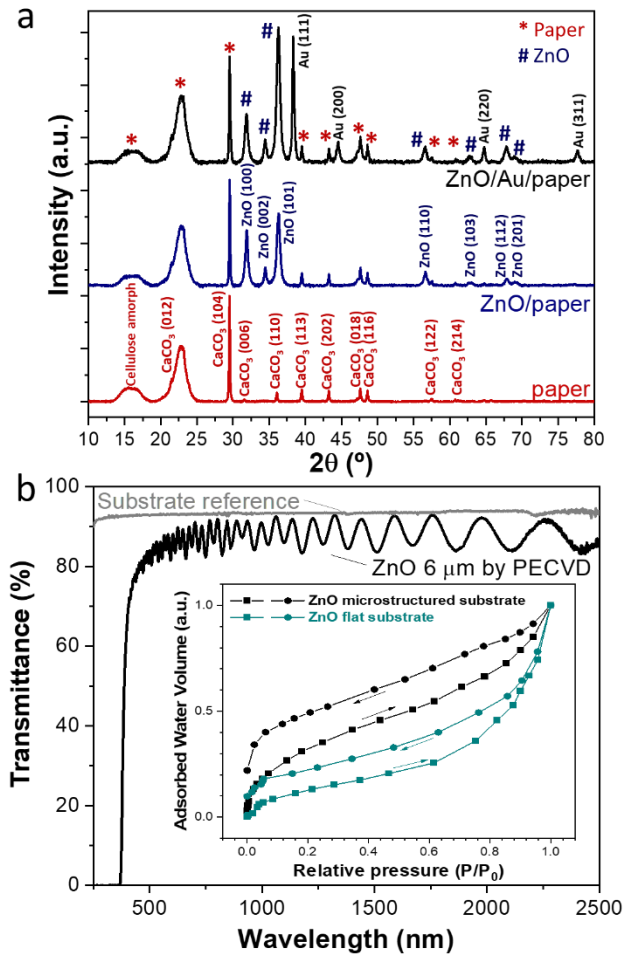 a
* Paper
# ZnO
Au (111)
Au (200)
Au (220)
Au (311)
* * * # # # * * * * # * * # # #
ZnO/Au/paper
ZnO (100)
ZnO (002)
ZnO (101)
ZnO (110)
ZnO (103)
ZnO (112)
ZnO (201)
ZnO/paper
Cellulose amorph
CaCO3 (012)
CaCO3 (104)
CaCO3 (006)
CaCO3 (110)
CaCO3 (113)
CaCO3 (202)
CaCO3 (018)
CaCO3 (116)
CaCO3 (122)
CaCO3 (214)
paper
Intensity (a.u.)
10 15 20 25 30 35 40 45 50 55 60 65 70 75 80
2θ (º)
b
100
90
80
70
60
50
40
30
20
10
0
Transmittance (%)
Substrate reference
ZnO 6 µm by PECVD
ZnO microstructured substrate
ZnO flat substrate
1.0
0.5
0.0
Adsorbed Water Volume (a.u.)
0.0 0.2 0.4 0.6 0.8 1.0
Relative pressure (P/P0)
500 1000 1500 2000 2500
Wavelength (nm)